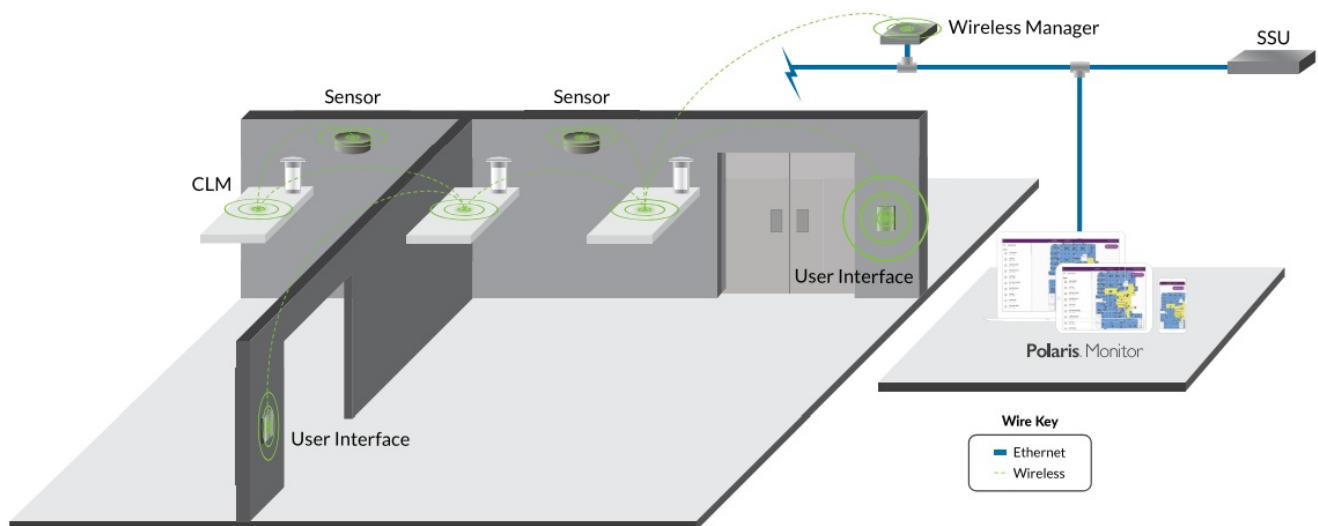 Wireless Manager
SSU
Sensor
Sensor
CLM
User Interface
User Interface
Polaris. Monitor
Wire Key
Ethernet
Wireless